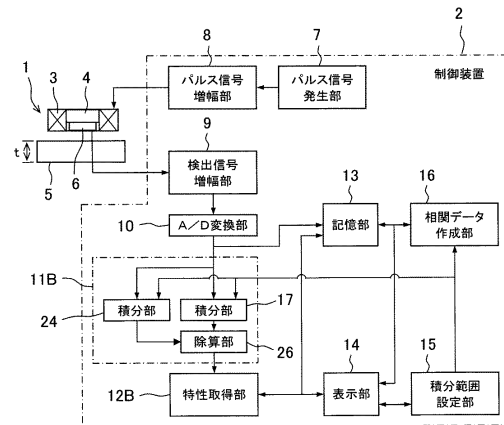 2
8
7
制御装置
1
3
4
パルス信号
増幅部
パルス信号
発生部
t
5
6
9
検出信号
増幅部
13
16
10
A/D変換部
記憶部
相関データ
作成部
11B
24
積分部
積分部
17
除算部
26
14
15
12B
特性取得部
表示部
積分範囲
設定部